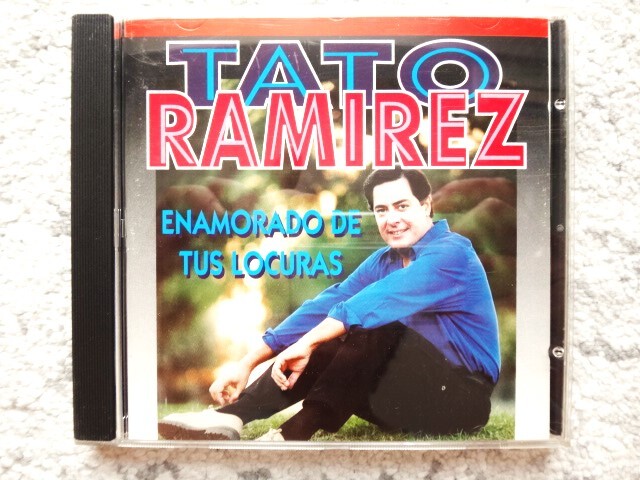 TATO
RAMIREZ
ENAMORADO DE
TUS LOCURAS